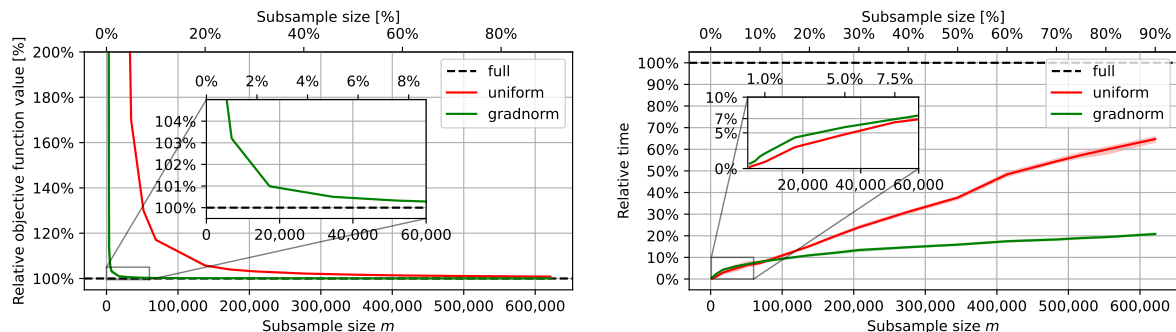 Subsample size [%]
0% 20% 40% 60% 80%
Relative objective function value [%]
200%
180%
160%
140%
120%
100%
full
uniform
gradnorm
0% 2% 4% 6% 8%
104%
103%
102%
101%
100%
0 20,000 40,000 60,000
0 100,000 200,000 300,000 400,000 500,000 600,000
Subsample size m
Subsample size [%]
0% 10% 20% 30% 40% 50% 60% 70% 80% 90%
Relative time
100%
90%
80%
70%
60%
50%
40%
30%
20%
10%
0%
full
uniform
gradnorm
1.0% 5.0% 7.5%
10%
7%
5%
0%
20,000 40,000 60,000
0 100,000 200,000 300,000 400,000 500,000 600,000
Subsample size m